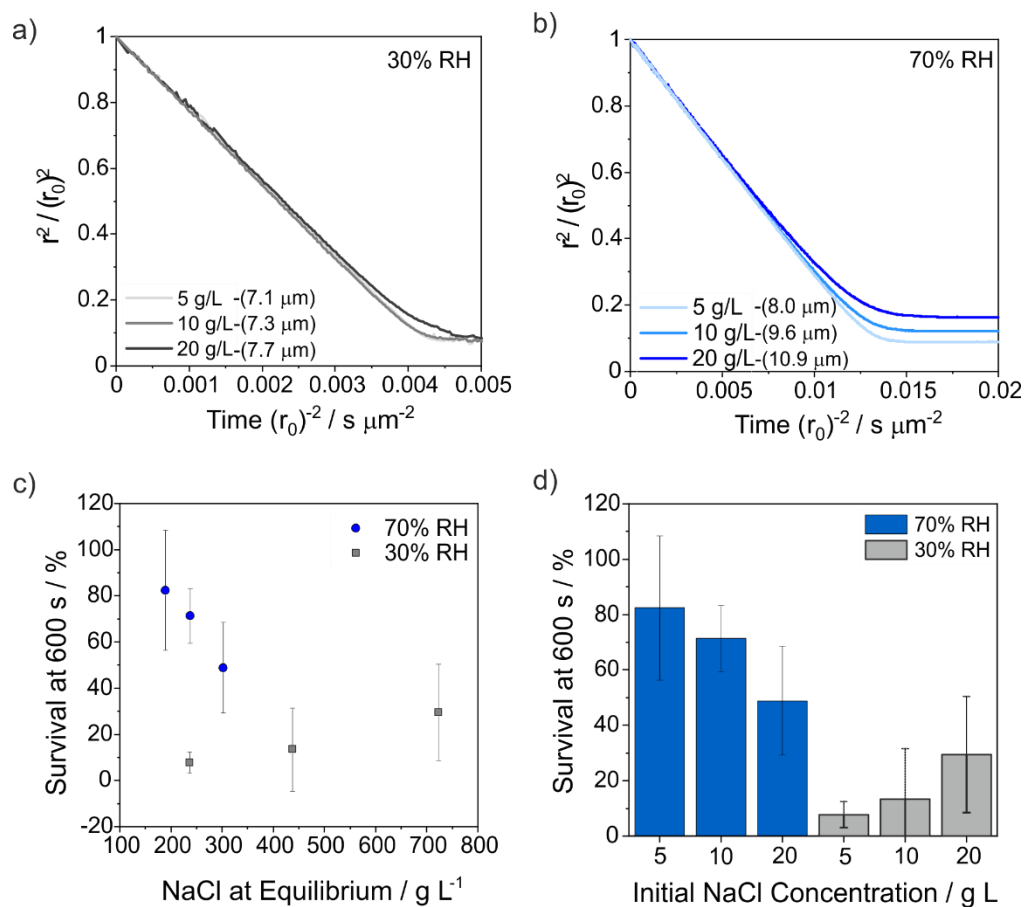 a)
30% RH
1
0.8
0.6
0.4
0.2
0
r² / (r₀)²
5 g/L -(7.1 μm)
10 g/L-(7.3 μm)
20 g/L-(7.7 μm)
0 0.001 0.002 0.003 0.004 0.005
Time (r₀)⁻² / s μm⁻²
b)
70% RH
1
0.8
0.6
0.4
0.2
0
r² / (r₀)²
5 g/L -(8.0 μm)
10 g/L-(9.6 μm)
20 g/L-(10.9 μm)
0 0.005 0.01 0.015 0.02
Time (r₀)⁻² / s μm⁻²
c)
120
100
80
60
40
20
0
-20
Survival at 600 s / %
70% RH
30% RH
100 200 300 400 500 600 700 800
NaCl at Equilibrium / g L⁻¹
d)
120
100
80
60
40
20
0
Survival at 600 s / %
70% RH
30% RH
5 10 20 5 10 20
Initial NaCl Concentration / g L